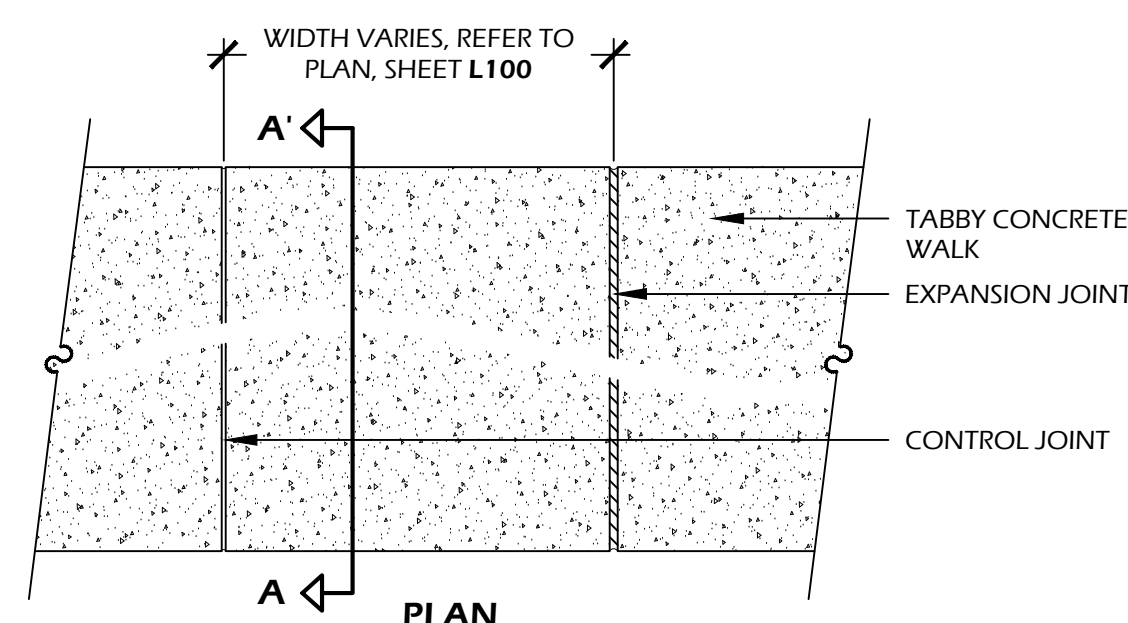 WIDTH VARIES, REFER TO
PLAN, SHEET L100
A'
TABBY CONCRETE
WALK
EXPANSION JOINT
CONTROL JOINT
A
PLAN